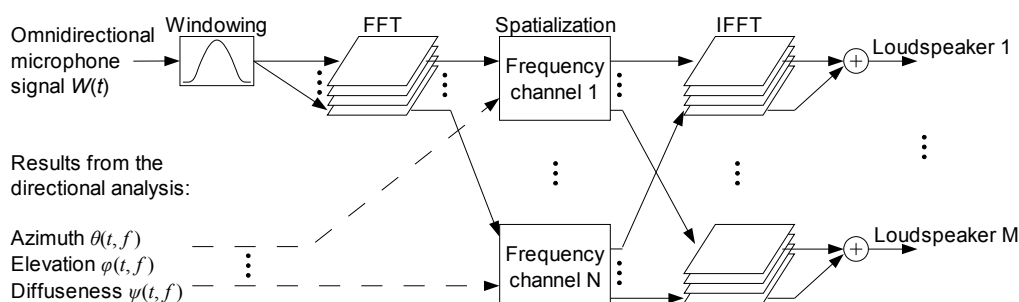 Windowing
FFT
Spatialization
IFFT
Omnidirectional
microphone
signal W(t)
Frequency
channel 1
Loudspeaker 1
Results from the
directional analysis:
Azimuth θ(t, f)
Elevation φ(t, f)
Diffuseness ψ(t, f)
Frequency
channel N
Loudspeaker M